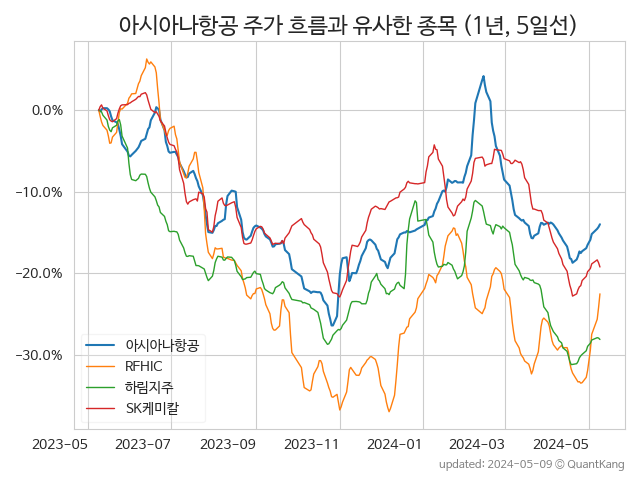 아시아나항공 주가 흐름과 유사한 종목 (1년, 5일선)
0.0%
−10.0%
−20.0%
−30.0%
아시아나항공
RFHIC
하림지주
SK케미칼
2023-05 2023-07 2023-09 2023-11 2024-01 2024-03 2024-05
updated: 2024-05-09 © QuantKang